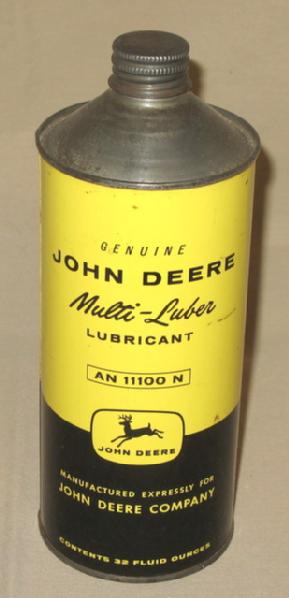 GENUINE
JOHN DEERE
Multi-Luber
LUBRICANT
AN 11100 N
JOHN DEERE
MANUFACTURED EXPRESSLY FOR
JOHN DEERE COMPANY
CONTENTS 32 FLUID OUNCES